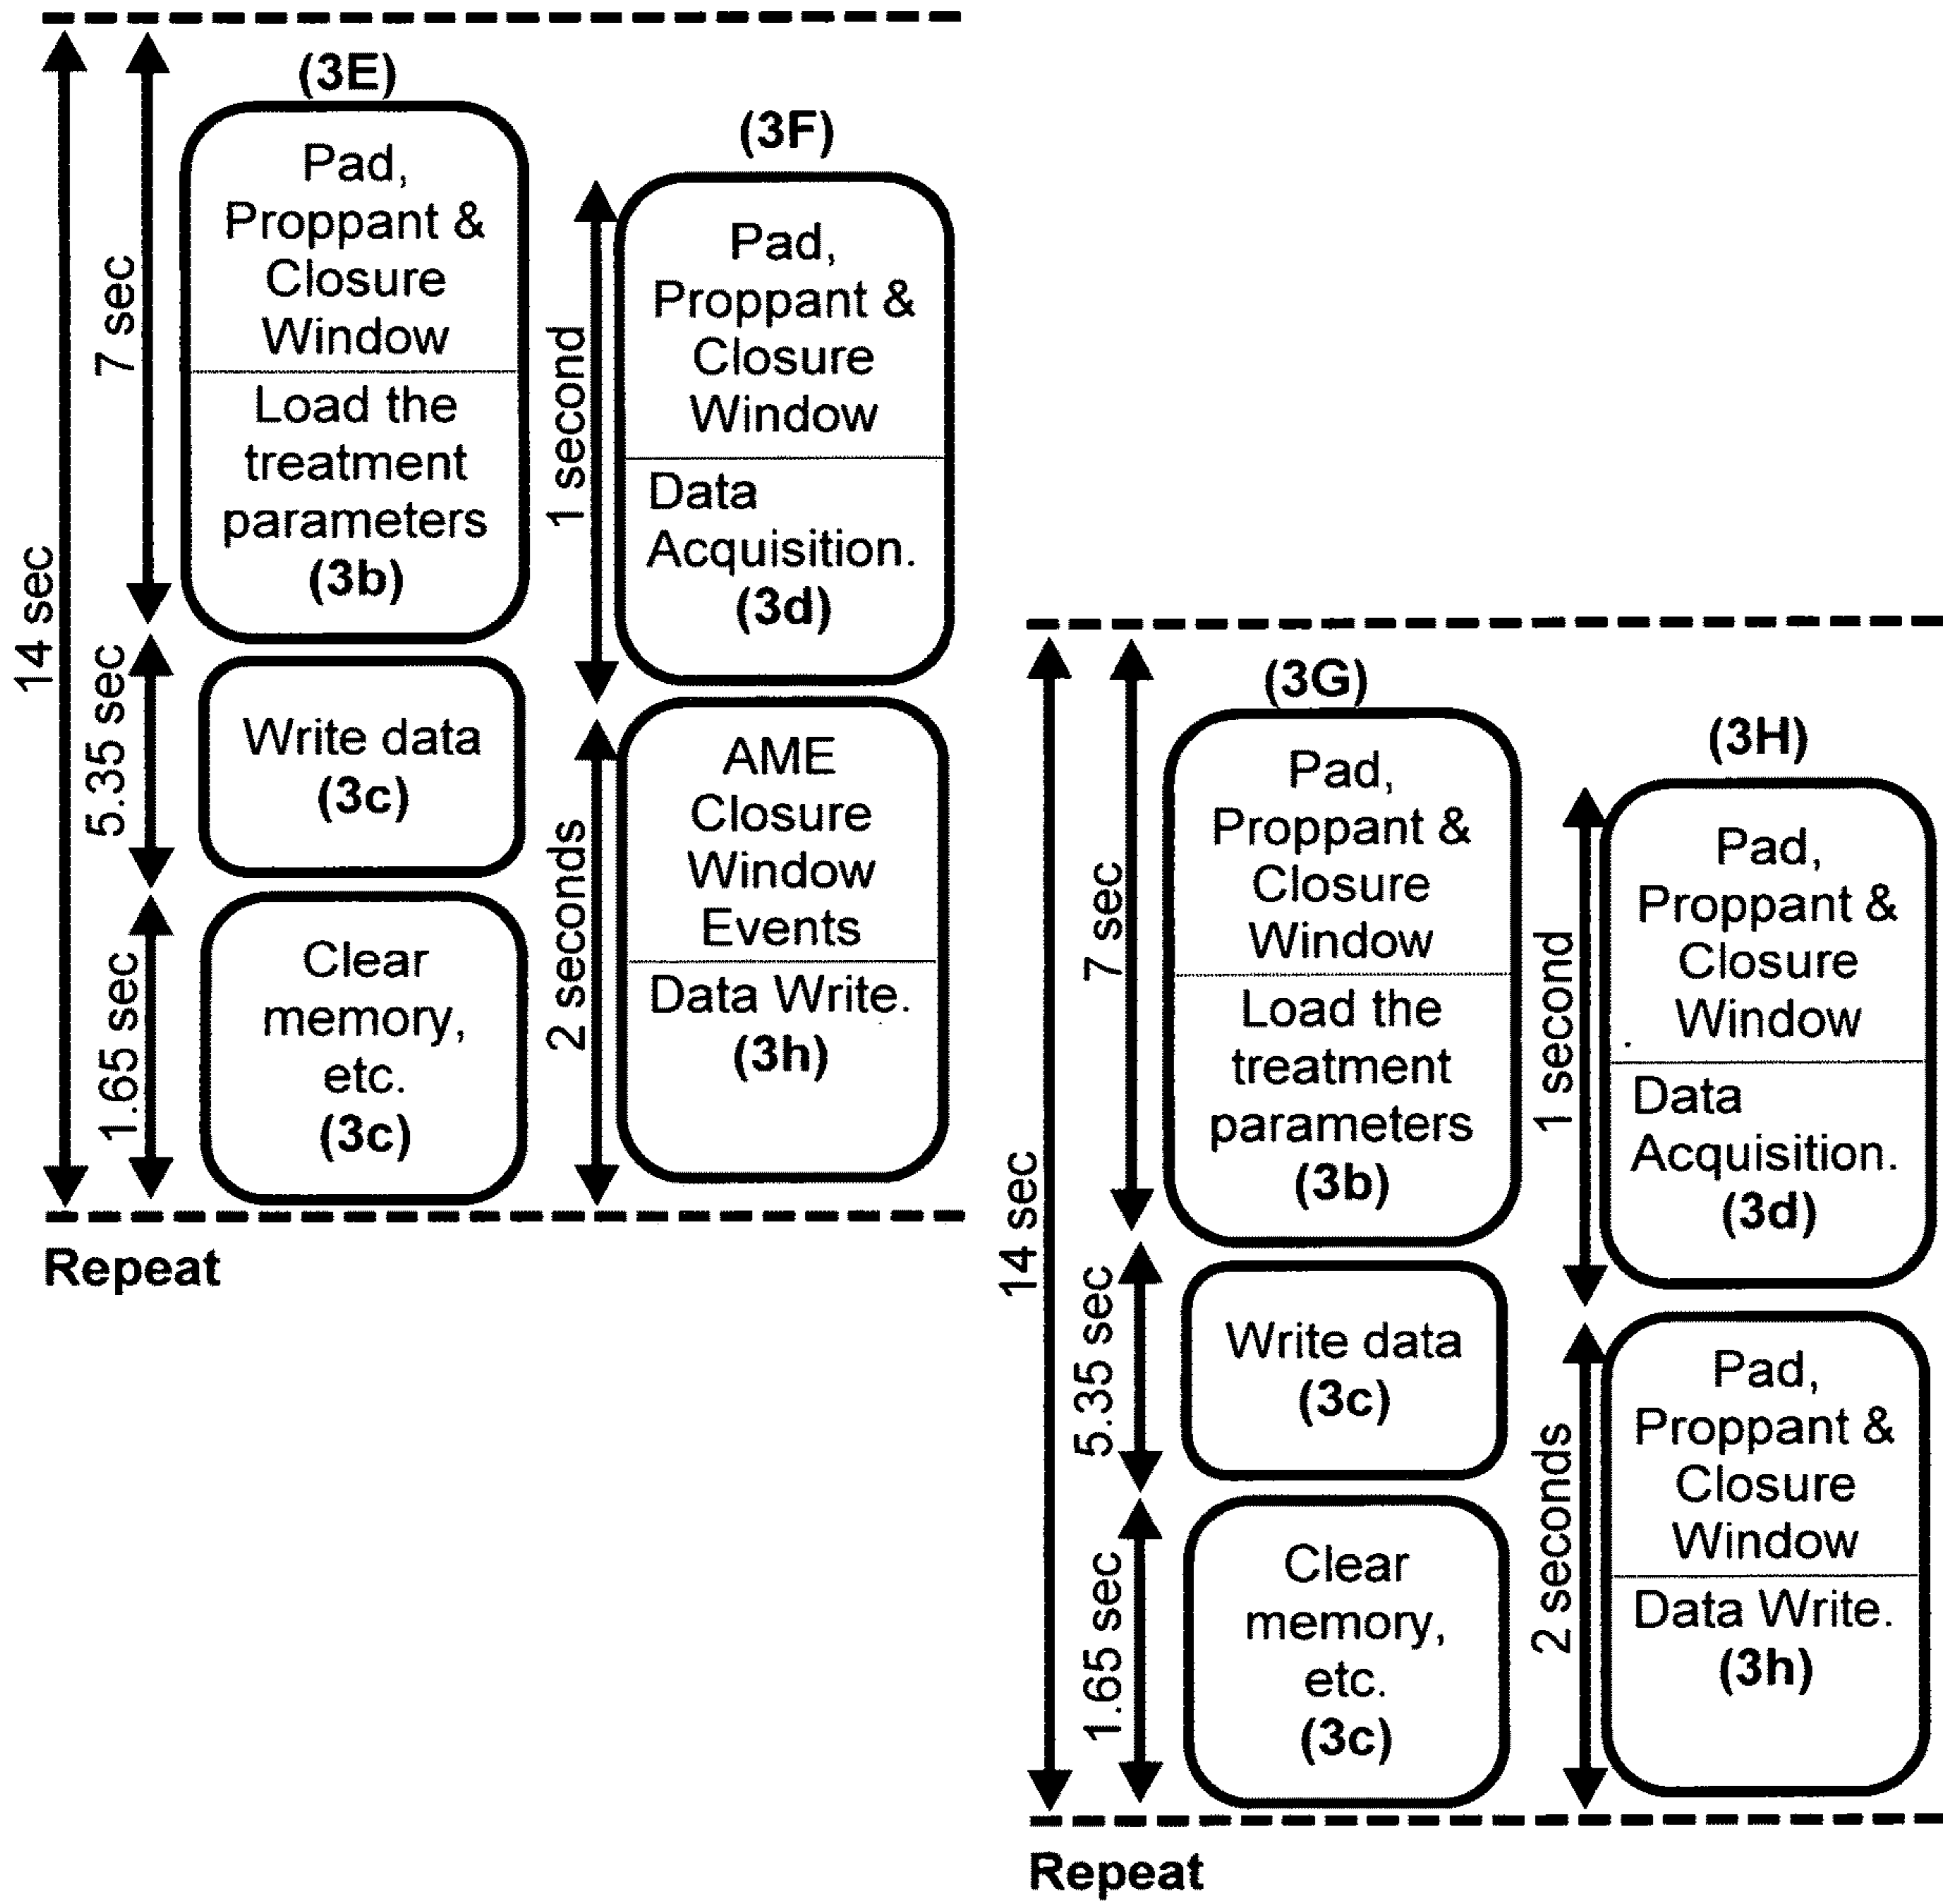 14 sec
7 sec
5.35 sec
1.65 sec
(3E)
Pad,
Proppant &
Closure
Window
Load the
treatment
parameters
(3b)
Write data
(3c)
Clear
memory,
etc.
(3c)
1 second
2 seconds
(3F)
Pad,
Proppant &
Closure
Window
Data
Acquisition.
(3d)
AME
Closure
Window
Events
Data Write.
(3h)
Repeat
14 sec
7 sec
5.35 sec
1.65 sec
(3G)
Pad,
Proppant &
Closure
Window
Load the
treatment
parameters
(3b)
Write data
(3c)
Clear
memory,
etc.
(3c)
1 second
2 seconds
(3H)
Pad,
Proppant &
Closure
Window
Data
Acquisition.
(3d)
Pad,
Proppant &
Closure
Window
Data Write.
(3h)
Repeat